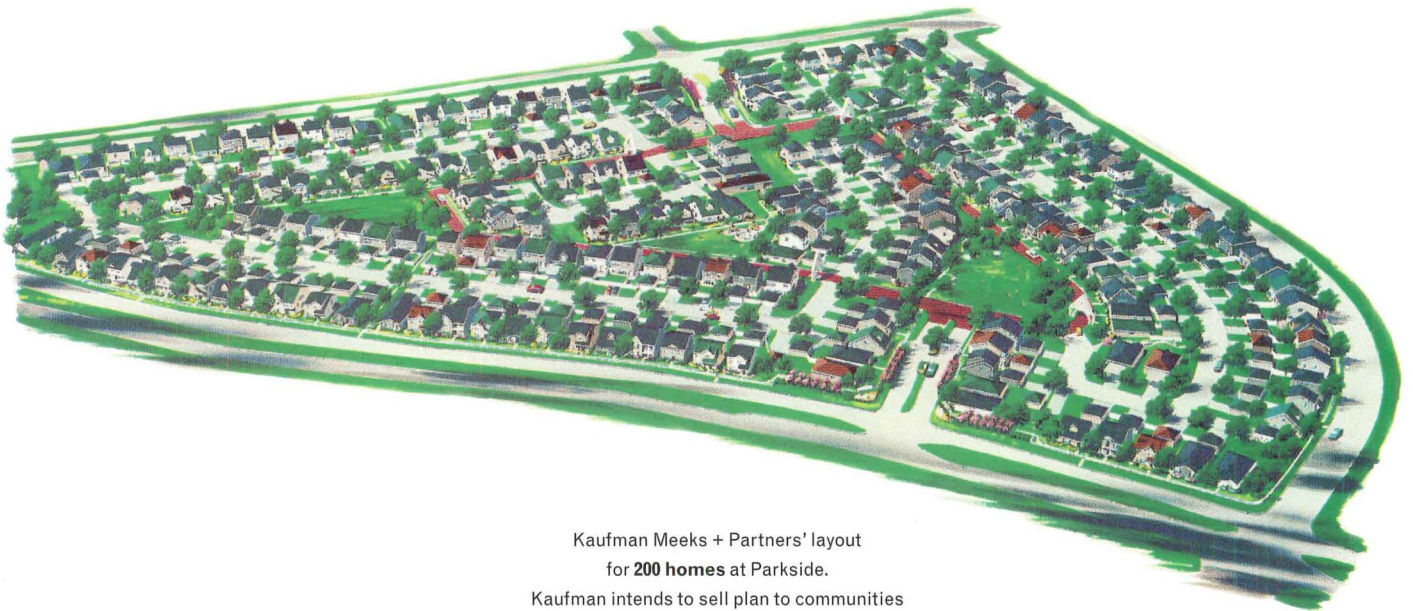 Kaufman Meeks + Partners’ layout
for 200 homes at Parkside.
Kaufman intends to sell plan to communities